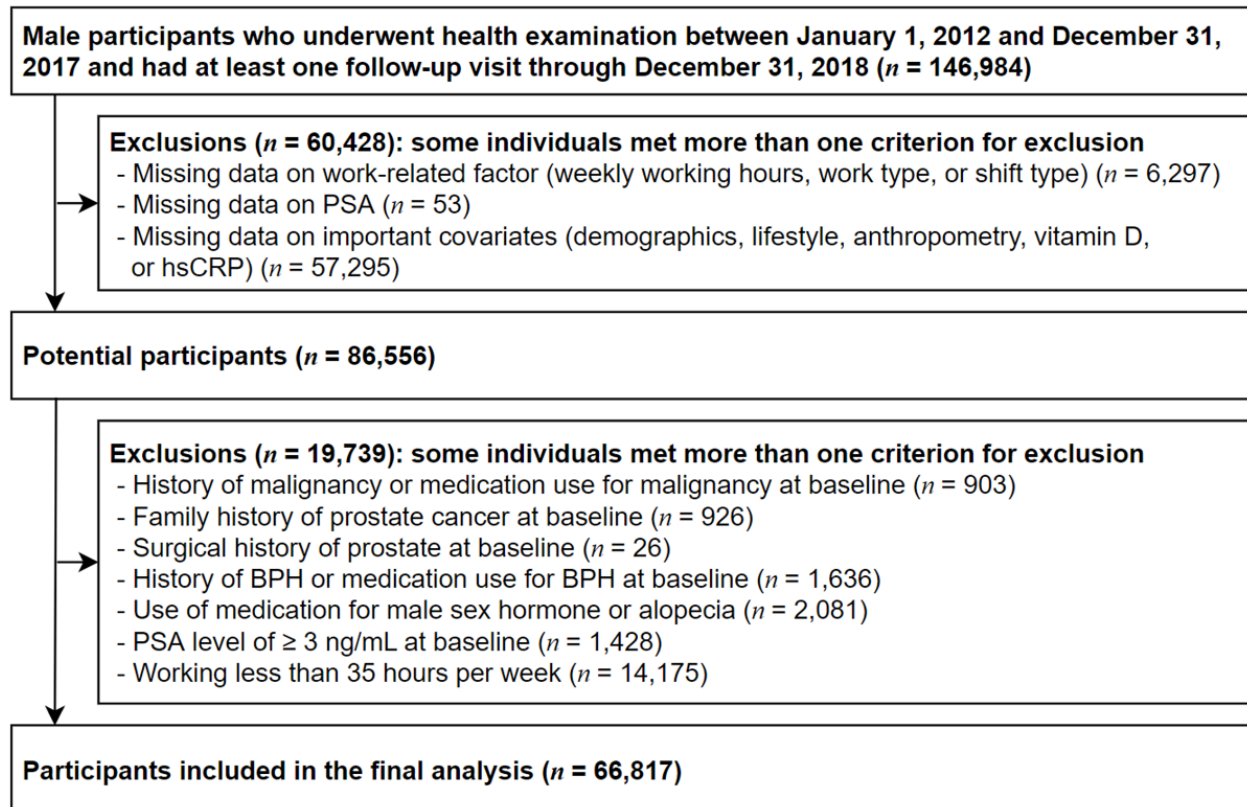 Male participants who underwent health examination between January 1, 2012 and December 31,
2017 and had at least one follow-up visit through December 31, 2018 (n = 146,984)
Exclusions (n = 60,428): some individuals met more than one criterion for exclusion
- Missing data on work-related factor (weekly working hours, work type, or shift type) (n = 6,297)
- Missing data on PSA (n = 53)
- Missing data on important covariates (demographics, lifestyle, anthropometry, vitamin D,
or hsCRP) (n = 57,295)
Potential participants (n = 86,556)
Exclusions (n = 19,739): some individuals met more than one criterion for exclusion
- History of malignancy or medication use for malignancy at baseline (n = 903)
- Family history of prostate cancer at baseline (n = 926)
- Surgical history of prostate at baseline (n = 26)
- History of BPH or medication use for BPH at baseline (n = 1,636)
- Use of medication for male sex hormone or alopecia (n = 2,081)
- PSA level of ≥ 3 ng/mL at baseline (n = 1,428)
- Working less than 35 hours per week (n = 14,175)
Participants included in the final analysis (n = 66,817)